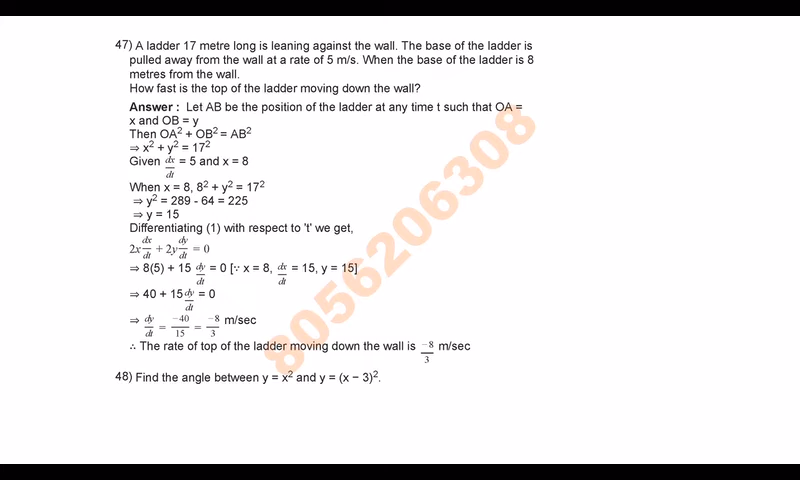 47) A ladder 17 metre long is leaning against the wall. The base of the ladder is
pulled away from the wall at a rate of 5 m/s. When the base of the ladder is 8
metres from the wall.
How fast is the top of the ladder moving down the wall?
Answer : Let AB be the position of the ladder at any time t such that OA =
x and OB = y
Then OA² + OB² = AB²
⇒ x² + y² = 17²
Given dx/dt = 5 and x = 8
When x = 8, 8² + y² = 17²
⇒ y² = 289 - 64 = 225
⇒ y = 15
Differentiating (1) with respect to 't' we get,
2x dx/dt + 2y dy/dt = 0
⇒ 8(5) + 15 dy/dt = 0 [∵ x = 8, dx/dt = 15, y = 15]
⇒ 40 + 15 dy/dt = 0
⇒ dy/dt = −40/15 = −8/3 m/sec
∴ The rate of top of the ladder moving down the wall is −8/3 m/sec
48) Find the angle between y = x² and y = (x − 3)².
8056206308